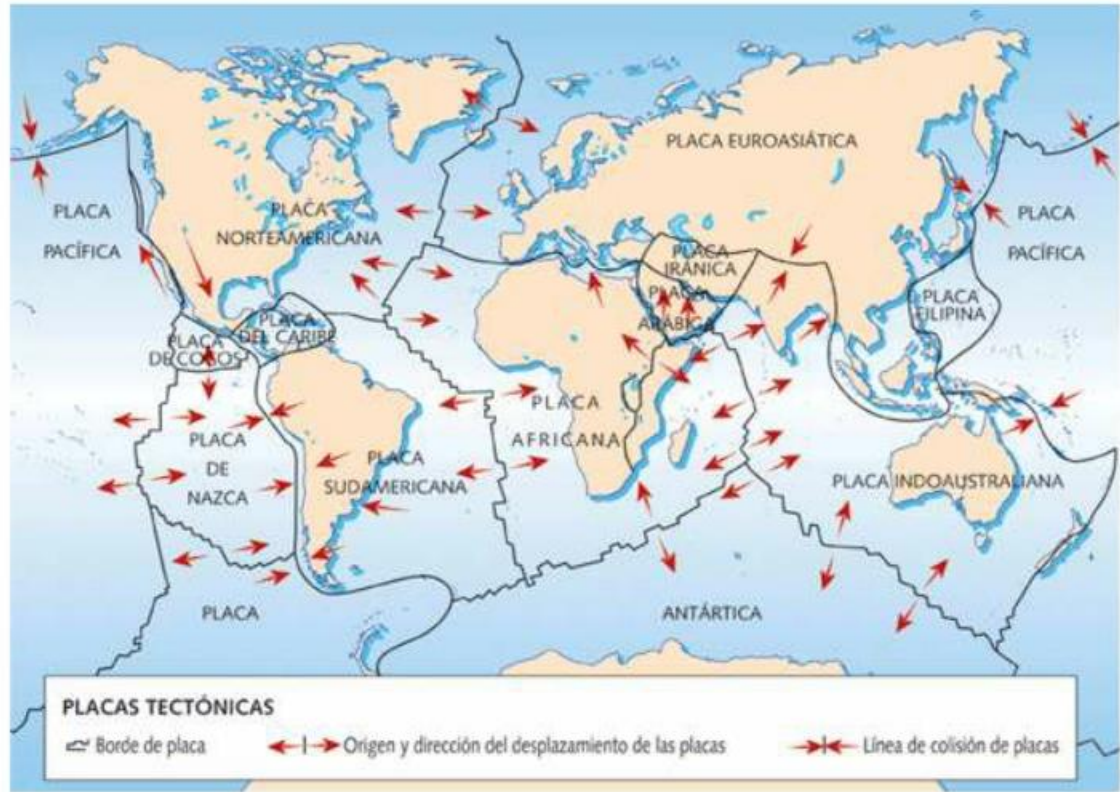 PLACA EUROASIÁTICA
PLACA
PACÍFICA
PLACA
NORTEAMERICANA
PLACA
PACÍFICA
PLACA
IRÁNICA
PLACA
ARÁBICA
PLACA
FILIPINA
PLACA
DEL CARIBE
PLACA
DE COCOS
PLACA
AFRICANA
PLACA
DE
NAZCA
PLACA
SUDAMERICANA
PLACA INDOAUSTRALIANA
PLACA
ANTÁRTICA
PLACAS TECTÓNICAS
Borde de placa
Origen y dirección del desplazamiento de las placas
Línea de colisión de placas